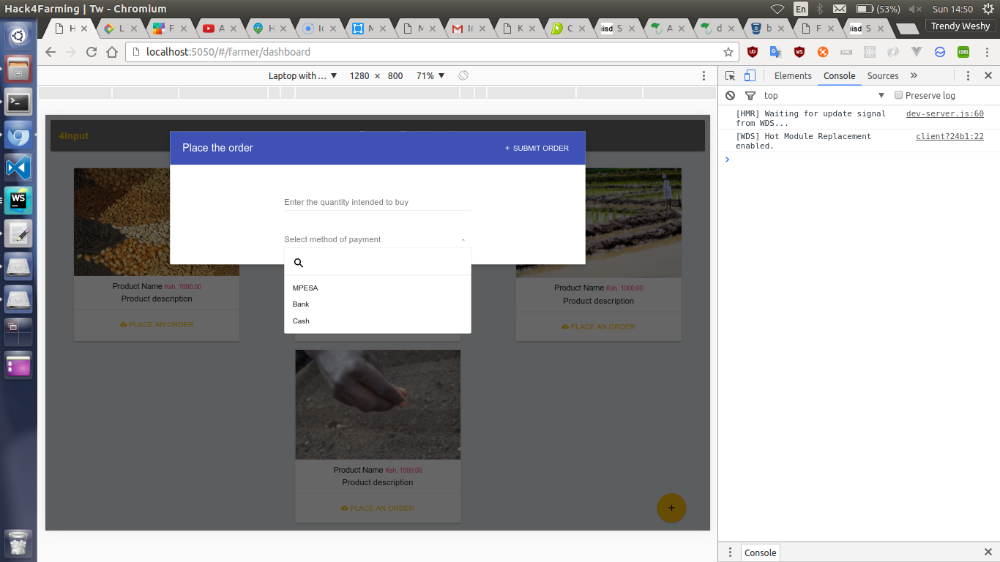 Hack4Farming | Tw - Chromium
En
(53%)
Sun 14:50
H
L
F
A
H
Ic
M
M
Ir
K
C
iisd S
A
d
b
F
iisd S
Trendy Weshy
localhost:5050/#/farmer/dashboard
Laptop with ...
1280 × 800
71%
Elements
Console
Sources
top
Preserve log
[HMR] Waiting for update signal from WDS...
dev-server.js:60
[WDS] Hot Module Replacement enabled.
client?24b1:22
4Input
Place the order
+ SUBMIT ORDER
Enter the quantity intended to buy
Select method of payment
MPESA
Bank
Cash
Product Name Ksh. 1000.00
Product description
PLACE AN ORDER
Product Name Ksh. 1000.00
Product description
PLACE AN ORDER
Product Name Ksh. 1000.00
Product description
PLACE AN ORDER
+
Console
WS